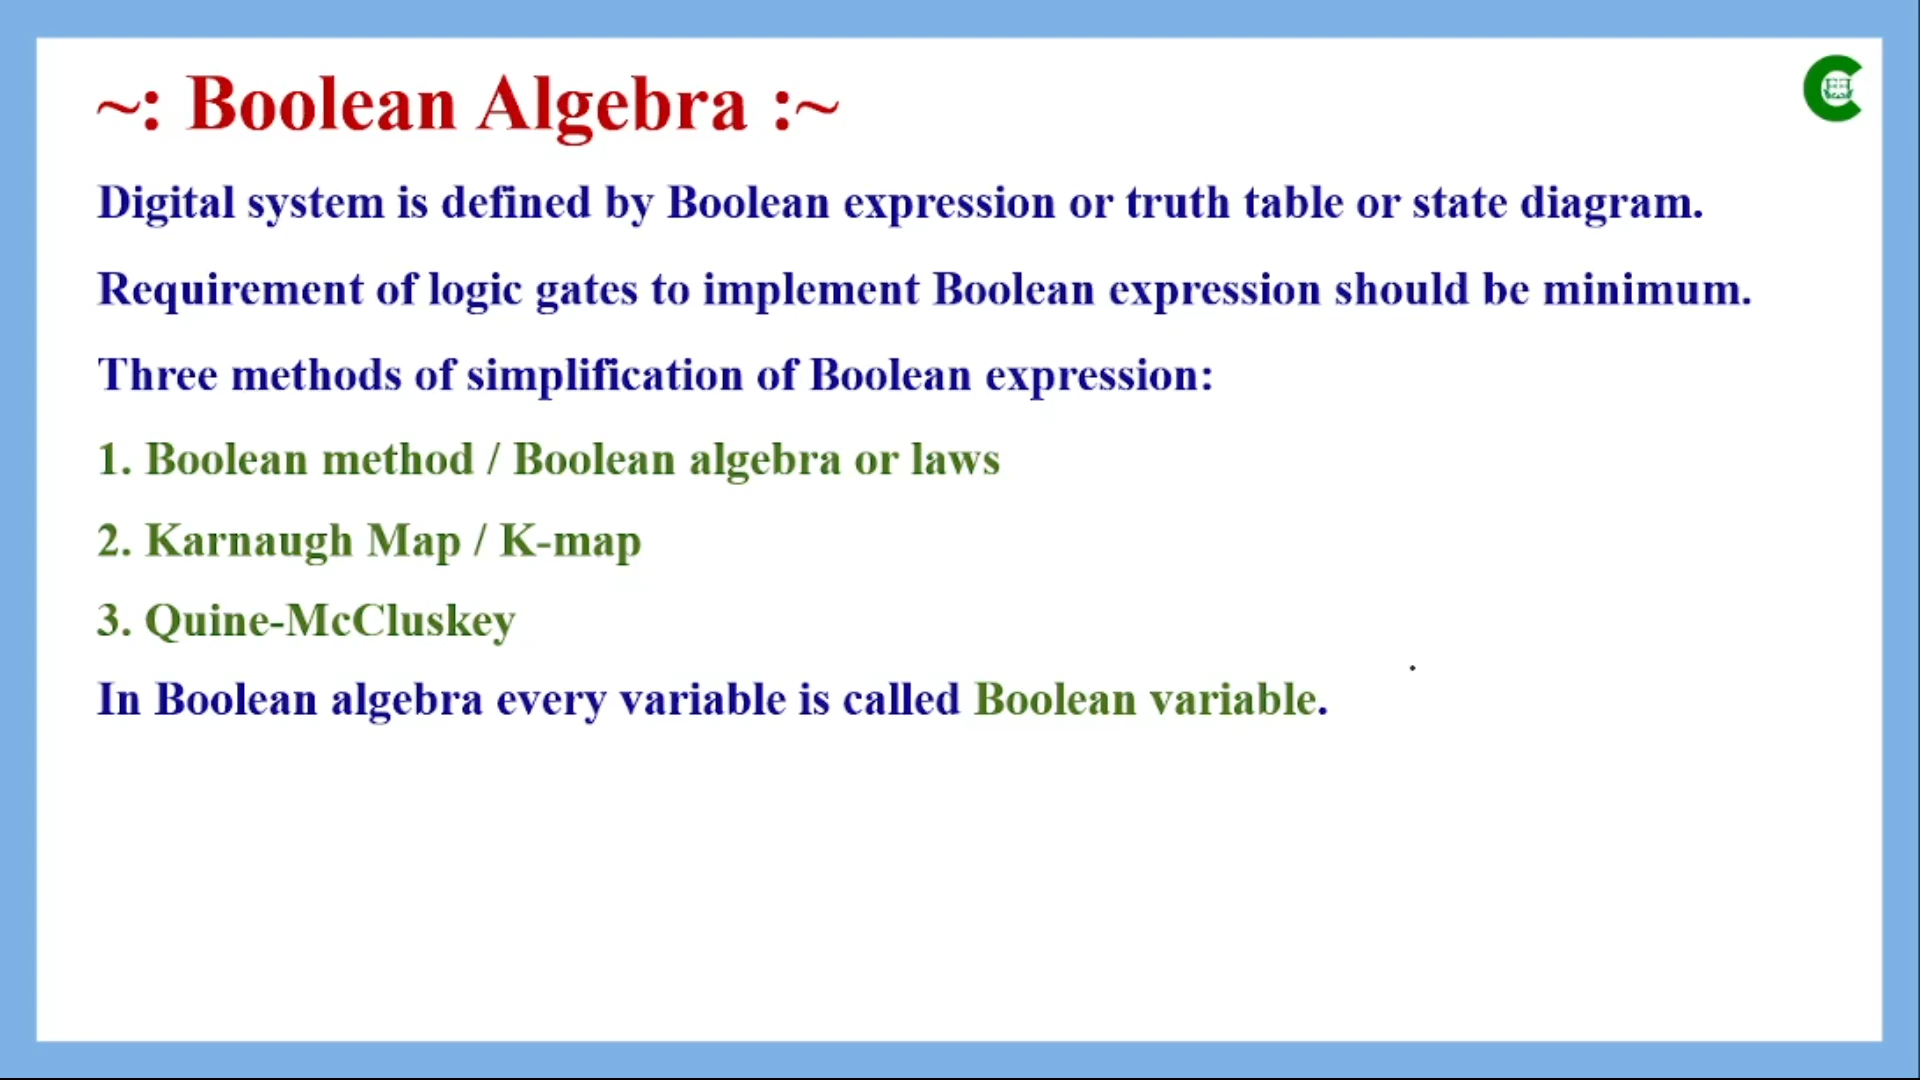 ~: Boolean Algebra :~
Digital system is defined by Boolean expression or truth table or state diagram.
Requirement of logic gates to implement Boolean expression should be minimum.
Three methods of simplification of Boolean expression:
1. Boolean method / Boolean algebra or laws
2. Karnaugh Map / K-map
3. Quine-McCluskey
In Boolean algebra every variable is called Boolean variable.